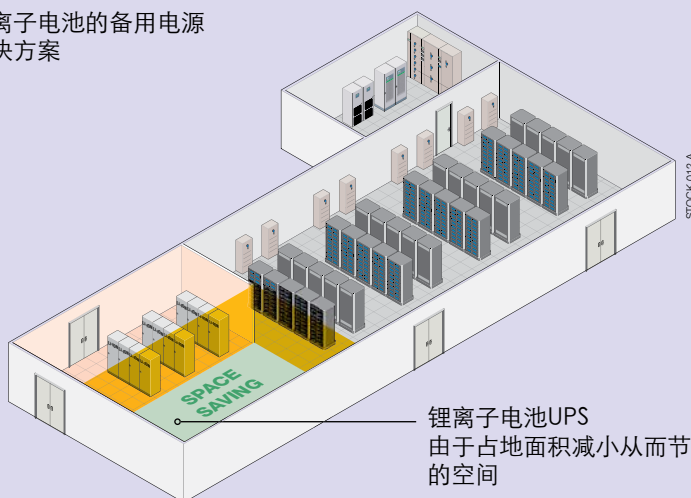 离子电池的备用电源
决方案
SPACE
SAVING
锂离子电池UPS
由于占地面积减小从而节
的空间